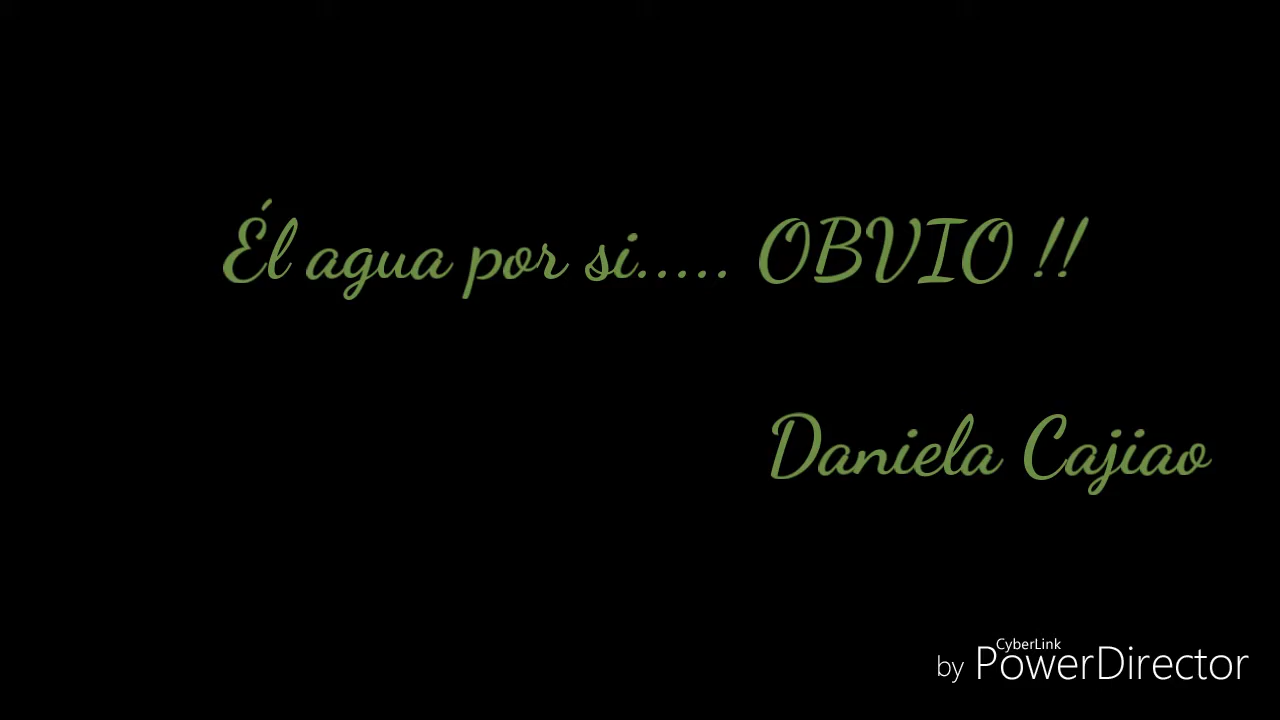 Él agua por si..... OBVIO !!
Daniela Cajiao
CyberLink
by PowerDirector